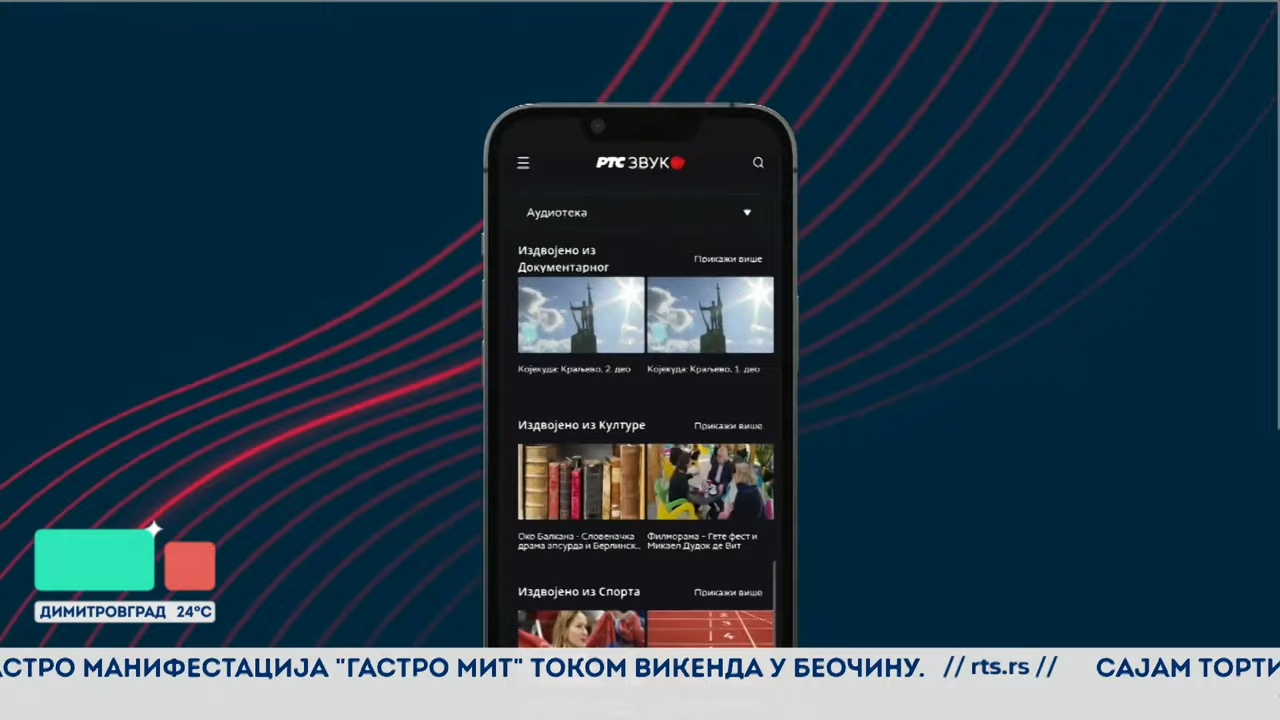 РТС ЗВУК
Аудиотека
Издвојено из
Документарног
Прикажи више
Којекуда: Краљево, 2. део
Којекуда: Краљево, 1. део
Издвојено из Културе
Прикажи више
Око Балкана - Словеначка
драма апсурда и Берлинск...
Филморама - Гете фест и
Микаел Дудок де Вит
Издвојено из Спорта
Прикажи више
ДИМИТРОВГРАД 24°C
АСТРО МАНИФЕСТАЦИЈА "ГАСТРО МИТ" ТОКОМ ВИКЕНДА У БЕОЧИНУ. // rts.rs // САЈАМ ТОРТИ